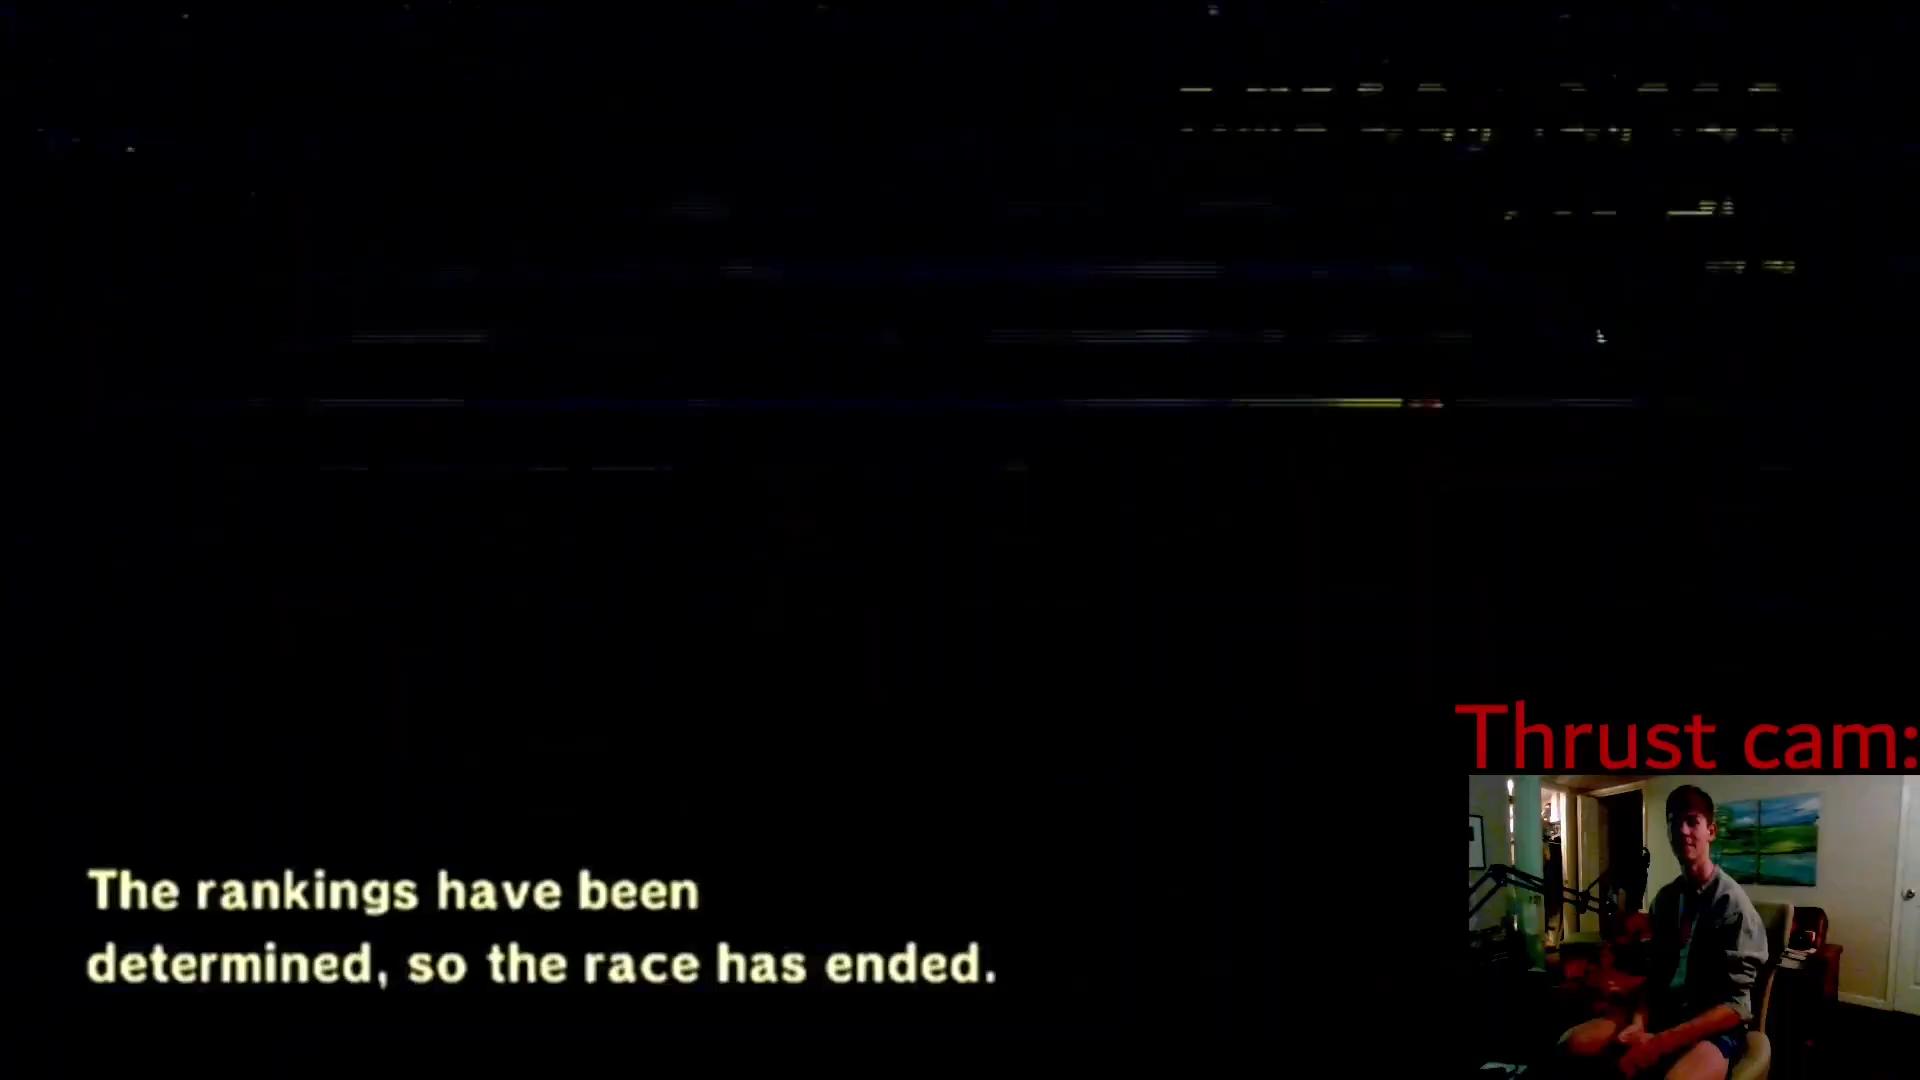 Thrust cam:
The rankings have been
determined, so the race has ended.